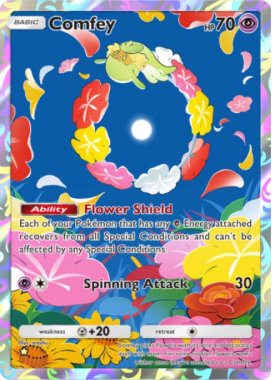 BASIC Comfey HP70
Ability Flower Shield
Each of your Pokémon that has any Energy attached
recovers from all Special Conditions and can't be
affected by any Special Conditions.
Spinning Attack 30
weakness +20 retreat